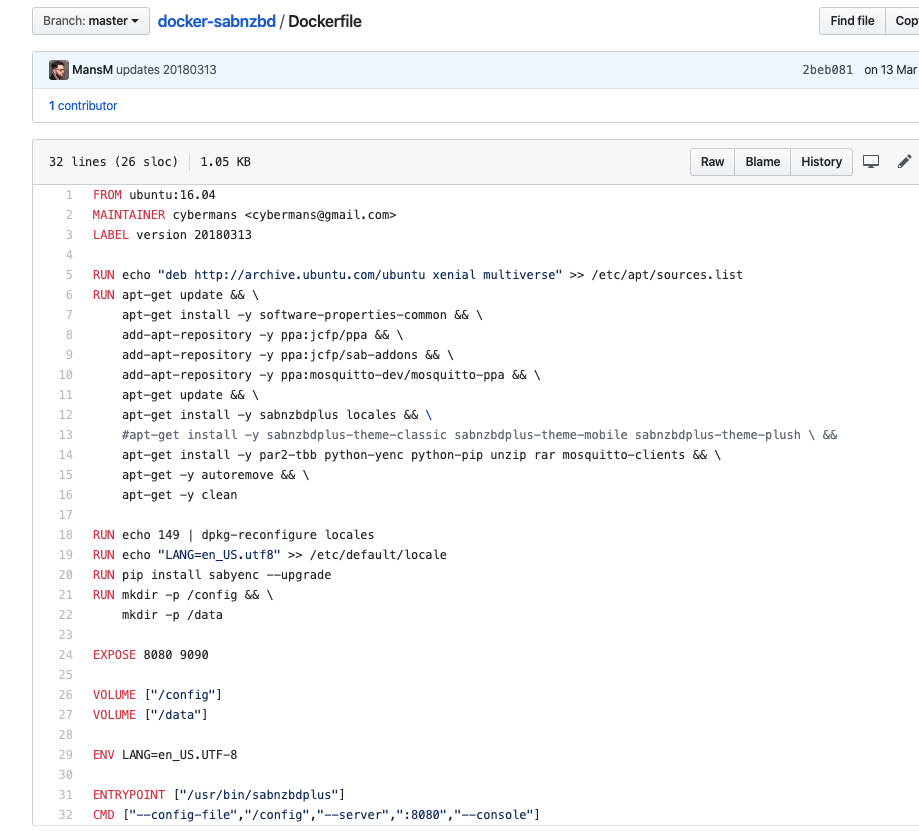 Branch: master
docker-sabnzbd / Dockerfile
Find file
Cop
MansM updates 20180313
2beb081 on 13 Mar
1 contributor
32 lines (26 sloc) 1.05 KB
Raw
Blame
History
1 FROM ubuntu:16.04
2 MAINTAINER cybermans <cybermans@gmail.com>
3 LABEL version 20180313
4
5 RUN echo "deb http://archive.ubuntu.com/ubuntu xenial multiverse" >> /etc/apt/sources.list
6 RUN apt-get update && \
7 apt-get install -y software-properties-common && \
8 add-apt-repository -y ppa:jcfp/ppa && \
9 add-apt-repository -y ppa:jcfp/sab-addons && \
10 add-apt-repository -y ppa:mosquitto-dev/mosquitto-ppa && \
11 apt-get update && \
12 apt-get install -y sabnzbdplus locales && \
13 #apt-get install -y sabnzbdplus-theme-classic sabnzbdplus-theme-mobile sabnzbdplus-theme-plush \ &&
14 apt-get install -y par2-tbb python-yenc python-pip unzip rar mosquitto-clients && \
15 apt-get -y autoremove && \
16 apt-get -y clean
17
18 RUN echo 149 | dpkg-reconfigure locales
19 RUN echo "LANG=en_US.utf8" >> /etc/default/locale
20 RUN pip install sabyenc --upgrade
21 RUN mkdir -p /config && \
22 mkdir -p /data
23
24 EXPOSE 8080 9090
25
26 VOLUME ["/config"]
27 VOLUME ["/data"]
28
29 ENV LANG=en_US.UTF-8
30
31 ENTRYPOINT ["/usr/bin/sabnzbdplus"]
32 CMD ["--config-file","/config","--server",":8080","--console"]